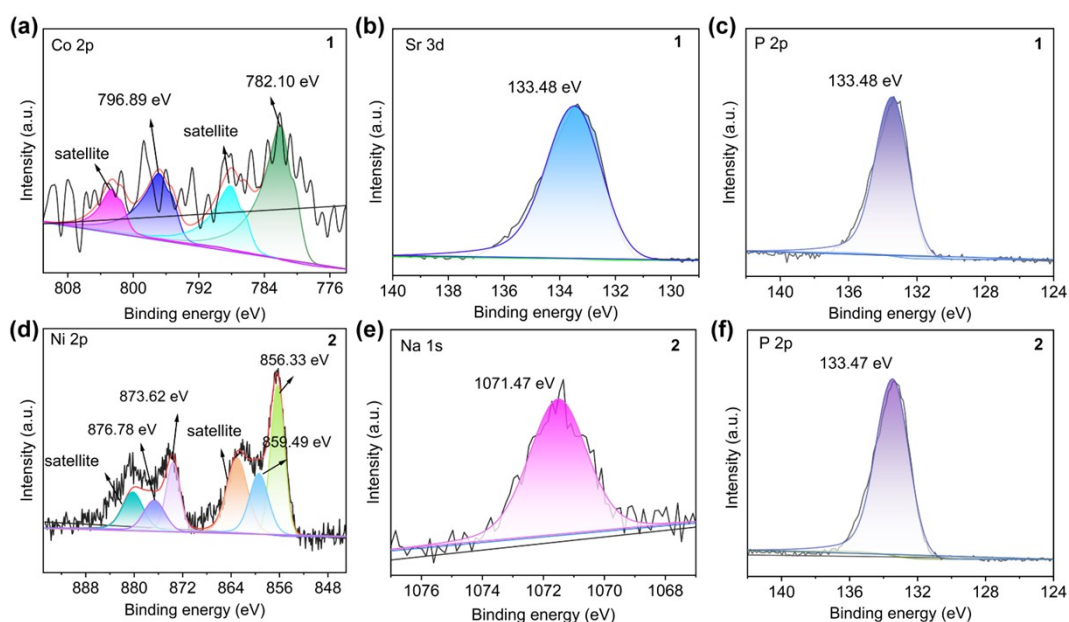 (a)
Co 2p
1
782.10 eV
796.89 eV
satellite
satellite
Intensity (a.u.)
808 800 792 784 776
Binding energy (eV)
(b)
Sr 3d
1
133.48 eV
Intensity (a.u.)
140 138 136 134 132 130
Binding energy (eV)
(c)
P 2p
1
133.48 eV
Intensity (a.u.)
140 136 132 128 124
Binding energy (eV)
(d)
Ni 2p
2
856.33 eV
873.62 eV
876.78 eV
satellite
859.49 eV
satellite
Intensity (a.u.)
888 880 872 864 856 848
Binding energy (eV)
(e)
Na 1s
2
1071.47 eV
Intensity (a.u.)
1076 1074 1072 1070 1068
Binding energy (eV)
(f)
P 2p
2
133.47 eV
Intensity (a.u.)
140 136 132 128 124
Binding energy (eV)